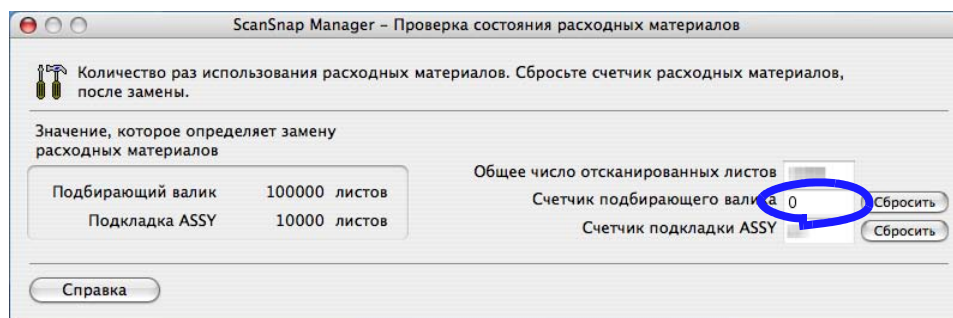 ScanSnap Manager – Проверка состояния расходных материалов
Количество раз использования расходных материалов. Сбросьте счетчик расходных материалов,
после замены.
Значение, которое определяет замену
расходных материалов
Подбирающий валик 100000 листов
Подкладка ASSY 10000 листов
Общее число отсканированных листов
Счетчик подбирающего валика 0 Сбросить
Счетчик подкладки ASSY Сбросить
Справка